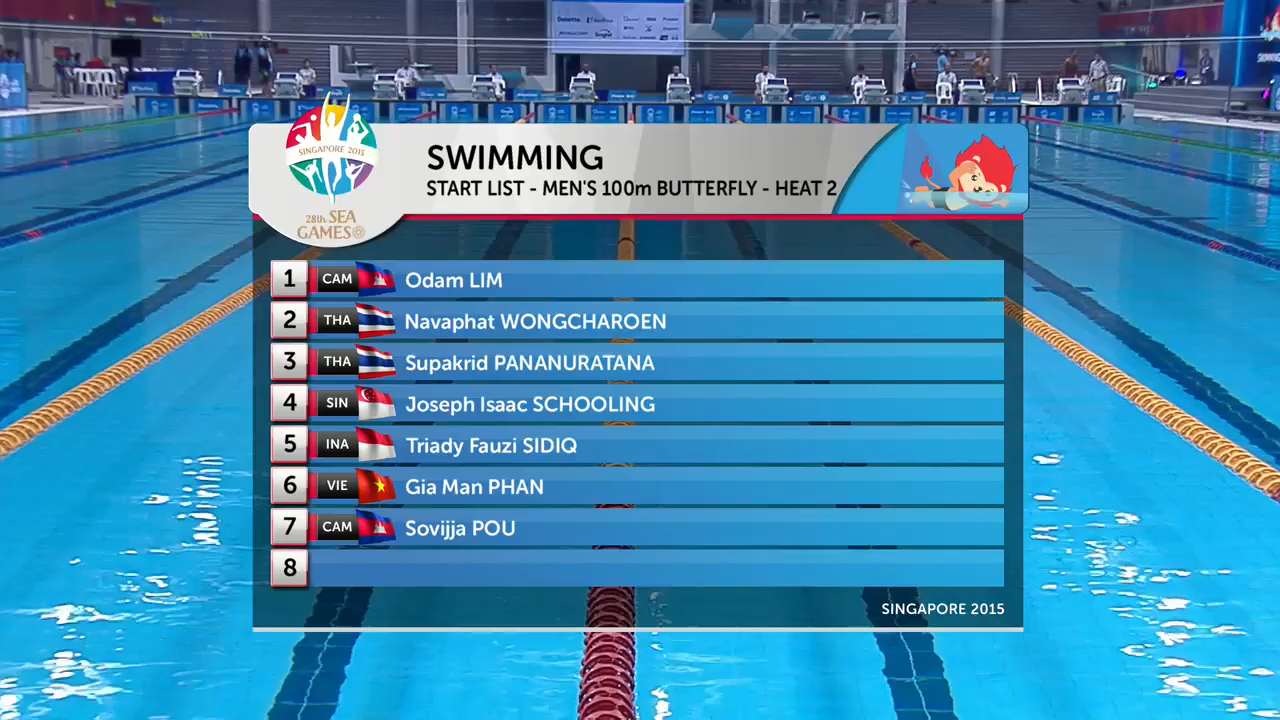 SINGAPORE 2015
28th SEA
GAMES
SWIMMING
START LIST - MEN'S 100m BUTTERFLY - HEAT 2
1 CAM Odam LIM
2 THA Navaphat WONGCHAROEN
3 THA Supakrid PANANURATANA
4 SIN Joseph Isaac SCHOOLING
5 INA Triady Fauzi SIDIQ
6 VIE Gia Man PHAN
7 CAM Sovijja POU
8
SINGAPORE 2015
Deloitte
Singtel